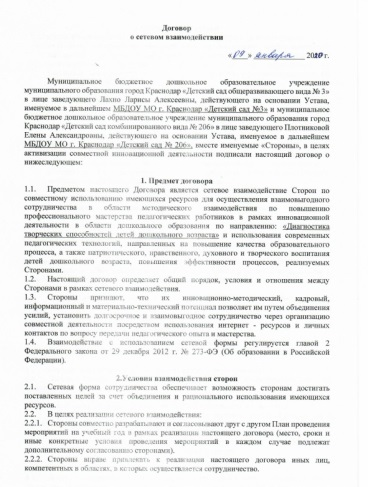 Договор
о сетевом взаимодействии
«09» января 2020г.
Муниципальное бюджетное дошкольное образовательное учреждение
муниципального образования город Краснодар «Детский сад общеразвивающего вида № 3»
в лице заведующего Лахно Ларисы Алексеевны, действующего на основании Устава,
именуемое в дальнейшем МБДОУ МО г. Краснодар «Детский сад №3» и муниципальное
бюджетное дошкольное образовательное учреждение муниципального образования город
Краснодар «Детский сад комбинированного вида № 206» в лице заведующего Плотниковой
Елены Александровны, действующего на основании Устава, именуемое в дальнейшем
МБДОУ МО г. Краснодар «Детский сад № 206», вместе именуемые «Стороны», в целях
активизации совместной инновационной деятельности подписали настоящий договор о
нижеследующем:
1. Предмет договора
1.1. Предметом настоящего Договора является сетевое взаимодействие Сторон по
совместному использованию имеющихся ресурсов для осуществления взаимовыгодного
сотрудничества в области методического взаимодействия по повышению
профессионального мастерства педагогических работников в рамках инновационной
деятельности в области дошкольного образования по направлению: «Диагностика
творческих способностей детей дошкольного возраста» и использования современных
педагогических технологий, направленных на повышение качества образовательного
процесса, а также патриотического, нравственного, духовного и творческого воспитания
детей дошкольного возраста, повышения эффективности процессов, реализуемых
Сторонами.
1.2. Настоящий договор определяет общий порядок, условия и отношения между
Сторонами в рамках сетевого взаимодействия.
1.3. Стороны признают, что их инновационно-методический, кадровый,
информационный и материально-технический потенциал позволяет им путем объединения
усилий, установить долгосрочное и взаимовыгодное сотрудничество через организацию
совместной деятельности посредством использования интернет - ресурсов и личных
контактов по вопросу передачи педагогического опыта и мастерства.
1.4. Взаимодействие с использованием сетевой формы регулируется главой 2
Федерального закона от 29 декабря 2012 г. № 273-ФЗ (Об образовании в Российской
Федерации).
2.Условия взаимодействия сторон
2.1. Сетевая форма сотрудничества обеспечивает возможность сторонам достигать
поставленных целей за счет объединения и рационального использования имеющихся
ресурсов.
2.2. В целях реализации сетевого взаимодействия:
2.2.1. Стороны совместно разрабатывают и согласовывают друг с другом План проведения
мероприятий на учебный год в рамках реализации настоящего договора (место, сроки и
иные конкретные условия проведения мероприятий в каждом случае подлежат
дополнительному согласованию сторонами).
2.2.2. Стороны вправе привлекать к реализации настоящего договора иных лиц,
компетентных в областях, в которых осуществляется сотрудничество.